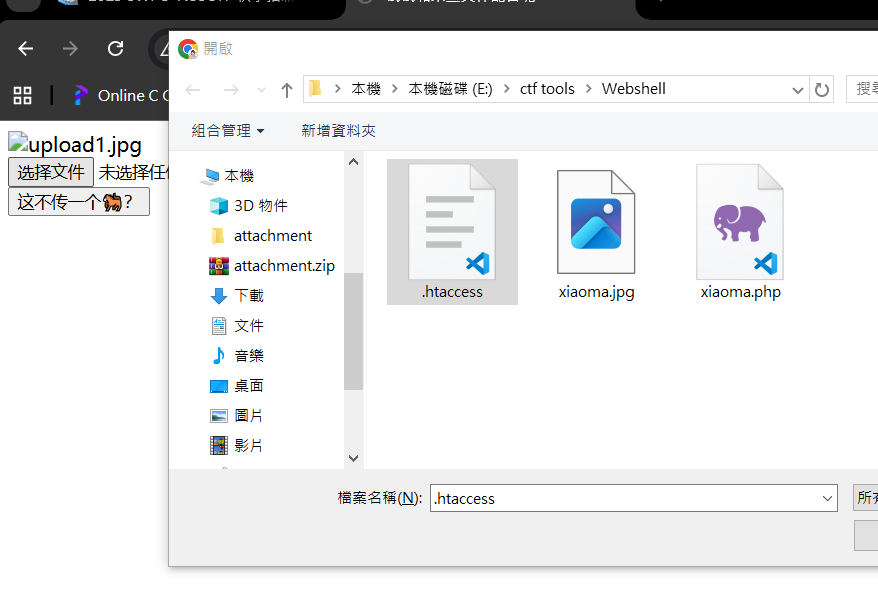 Online C C
upload1.jpg
选择文件 未选择任
这不传一个🐎？
開啟
本機 本機磁碟 (E:) ctf tools Webshell
搜尋
組合管理 新增資料夾
本機
3D 物件
attachment
attachment.zip
下載
文件
音樂
桌面
圖片
影片
.htaccess
xiaoma.jpg
xiaoma.php
檔案名稱(N): .htaccess
所有